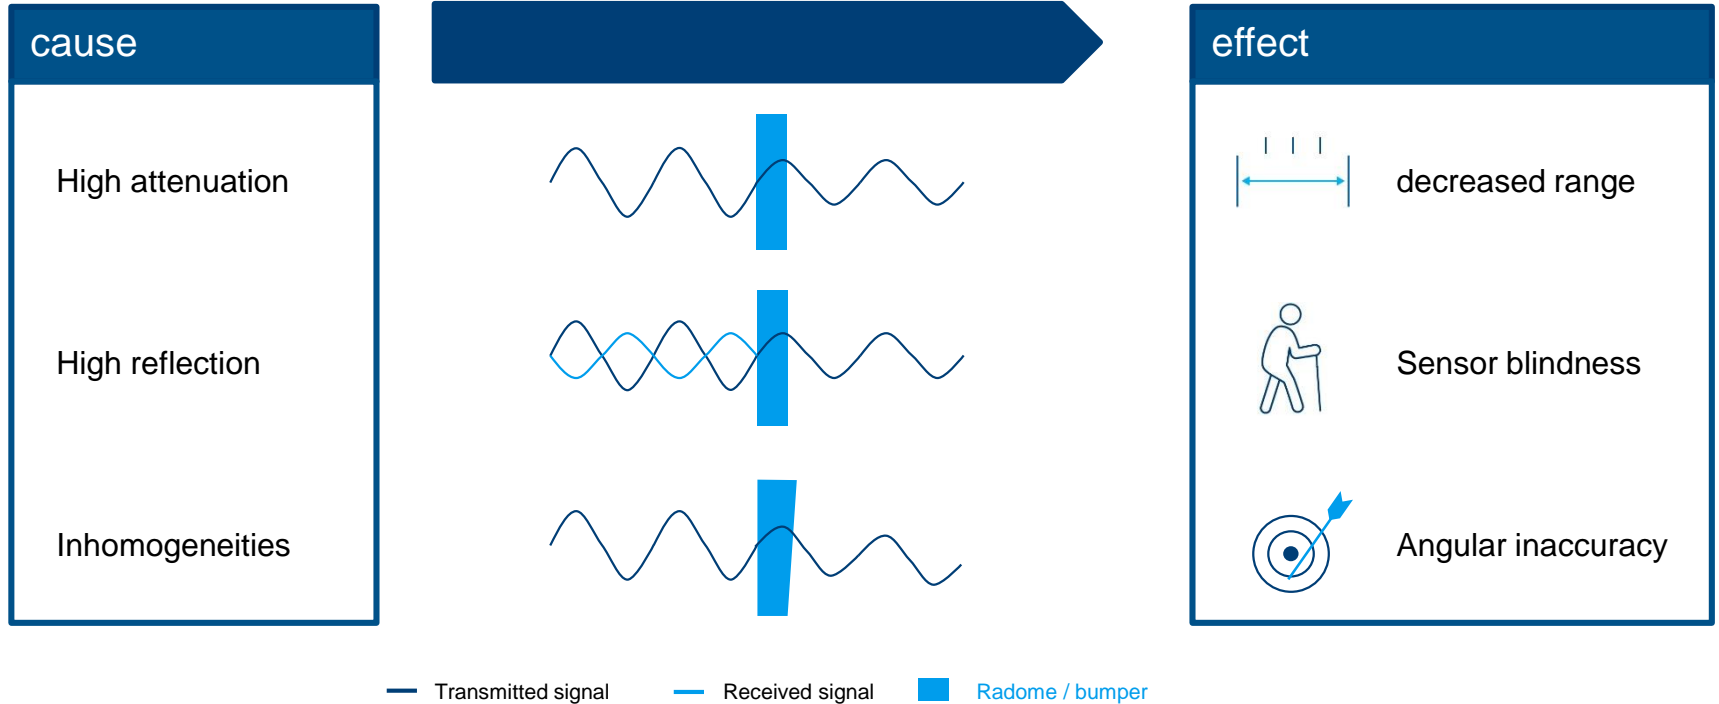 cause
effect
High attenuation
decreased range
High reflection
Sensor blindness
Inhomogeneities
Angular inaccuracy
Transmitted signal
Received signal
Radome / bumper